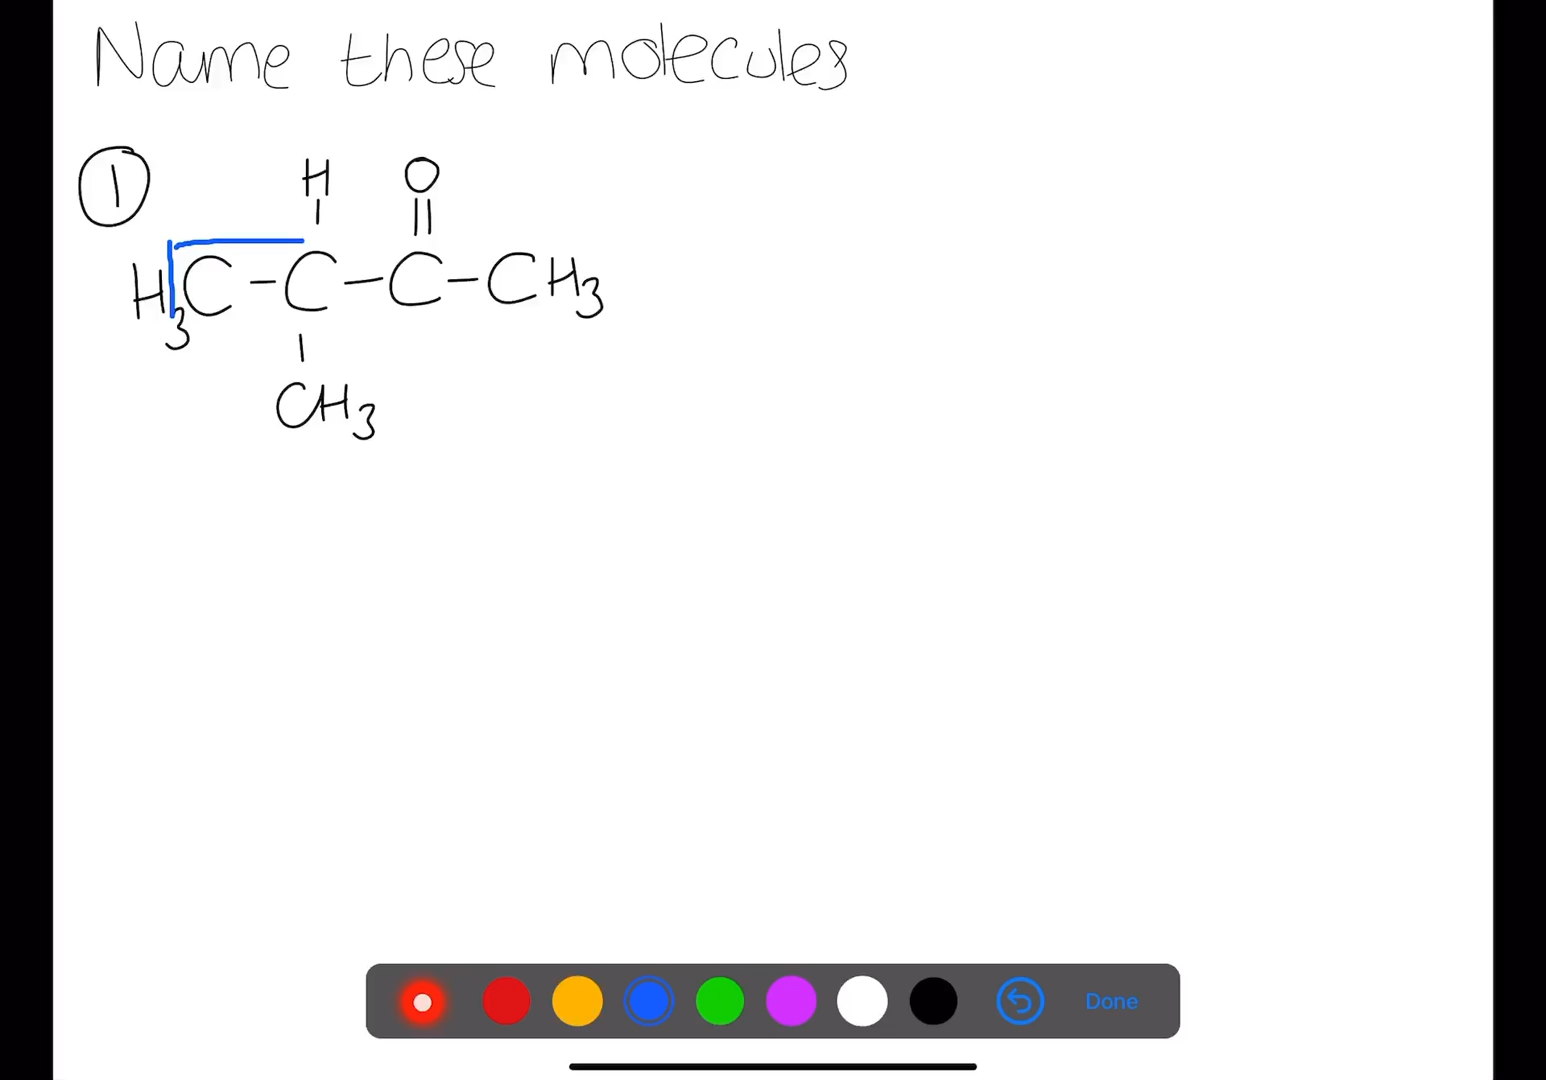 Name these molecules
1
H O
H3C-C-C-CH3
CH3
Done